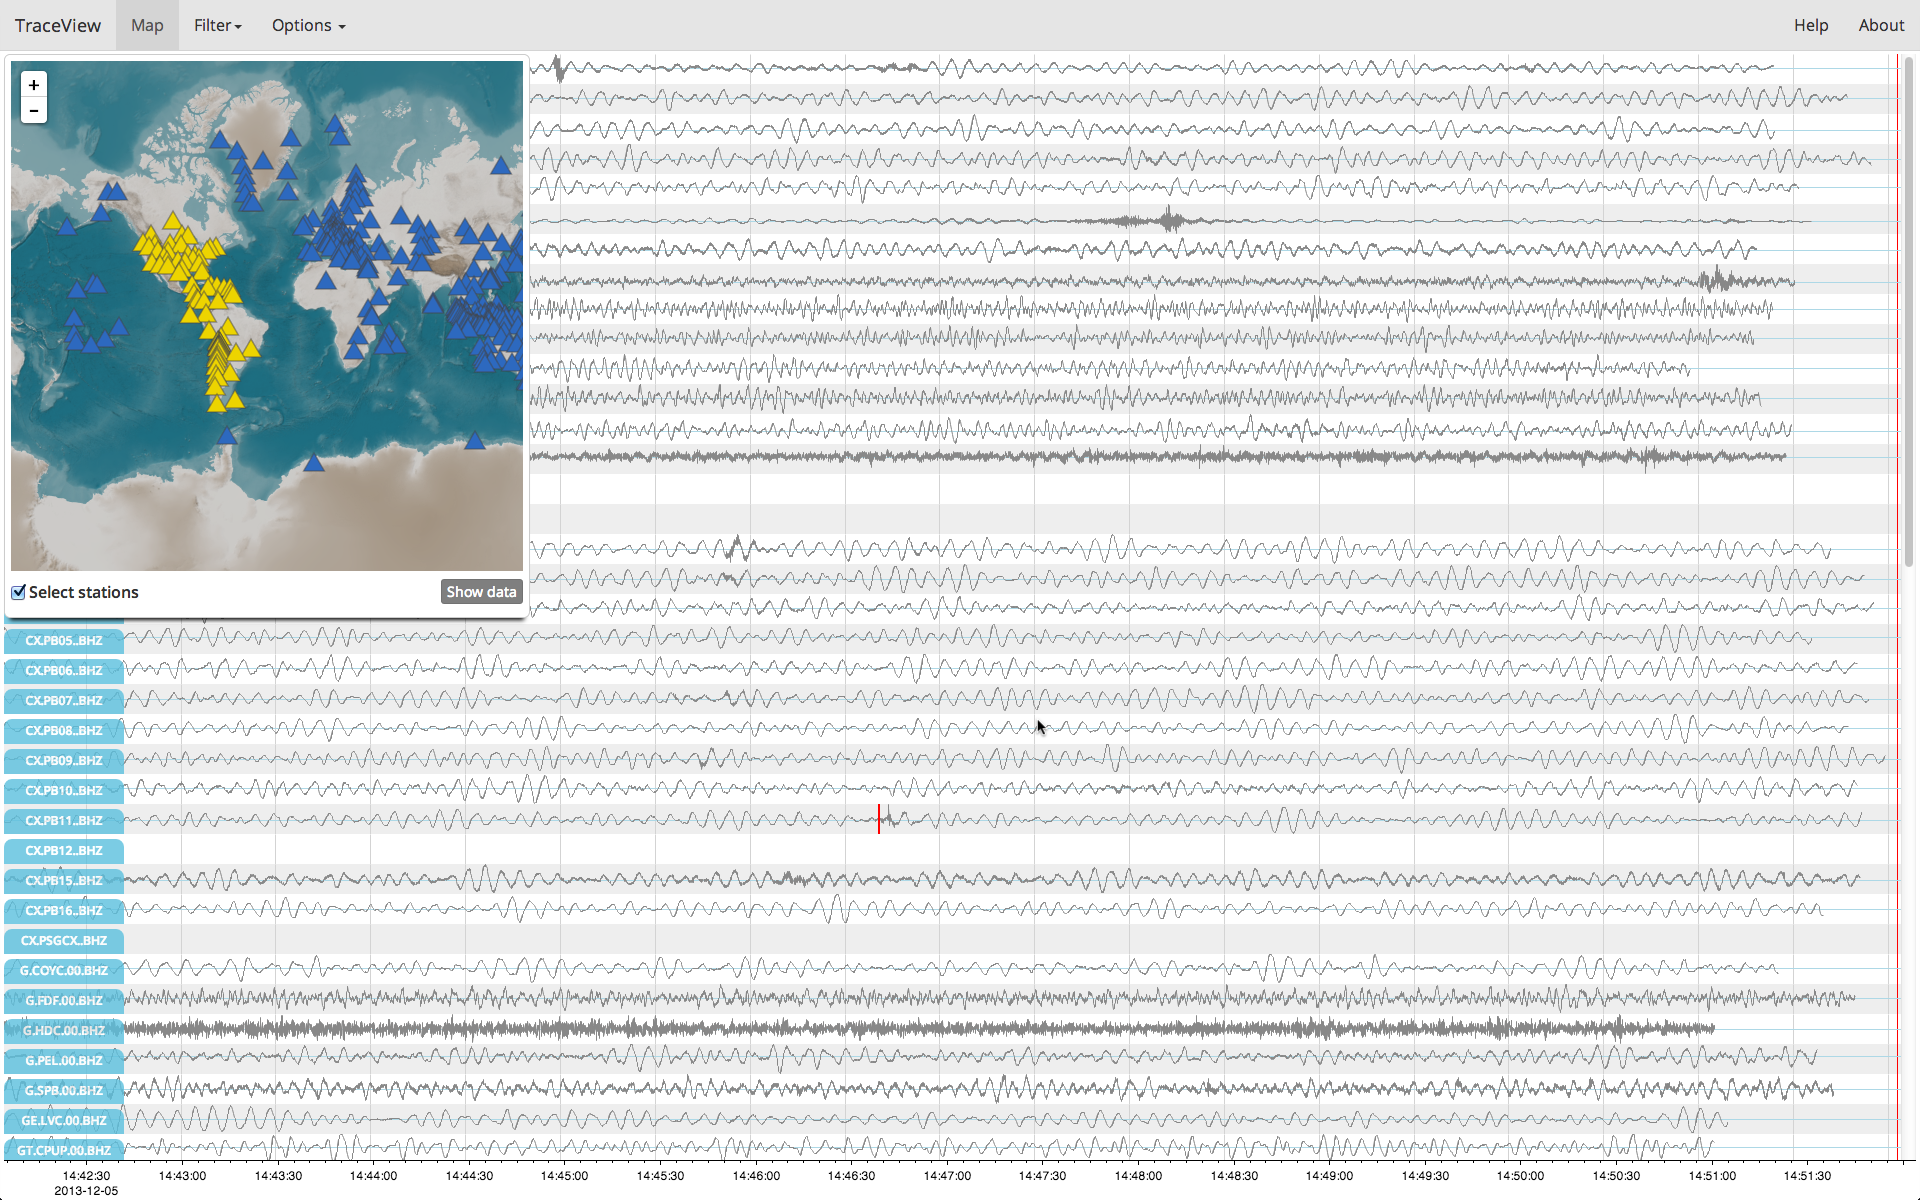 TraceView Map Filter Options Help About
+
-
Select stations Show data
CX.PB05..BHZ
CX.PB06..BHZ
CX.PB07..BHZ
CX.PB08..BHZ
CX.PB09..BHZ
CX.PB10..BHZ
CX.PB11..BHZ
CX.PB12..BHZ
CX.PB15..BHZ
CX.PB16..BHZ
CX.PSGCX..BHZ
G.COYC.00.BHZ
G.FDF.00.BHZ
G.HDC.00.BHZ
G.PEL.00.BHZ
G.SPB.00.BHZ
GE.LVC.00.BHZ
GT.CPUP.00.BHZ
14:42:30 14:43:00 14:43:30 14:44:00 14:44:30 14:45:00 14:45:30 14:46:00 14:46:30 14:47:00 14:47:30 14:48:00 14:48:30 14:49:00 14:49:30 14:50:00 14:50:30 14:51:00 14:51:30
2013-12-05